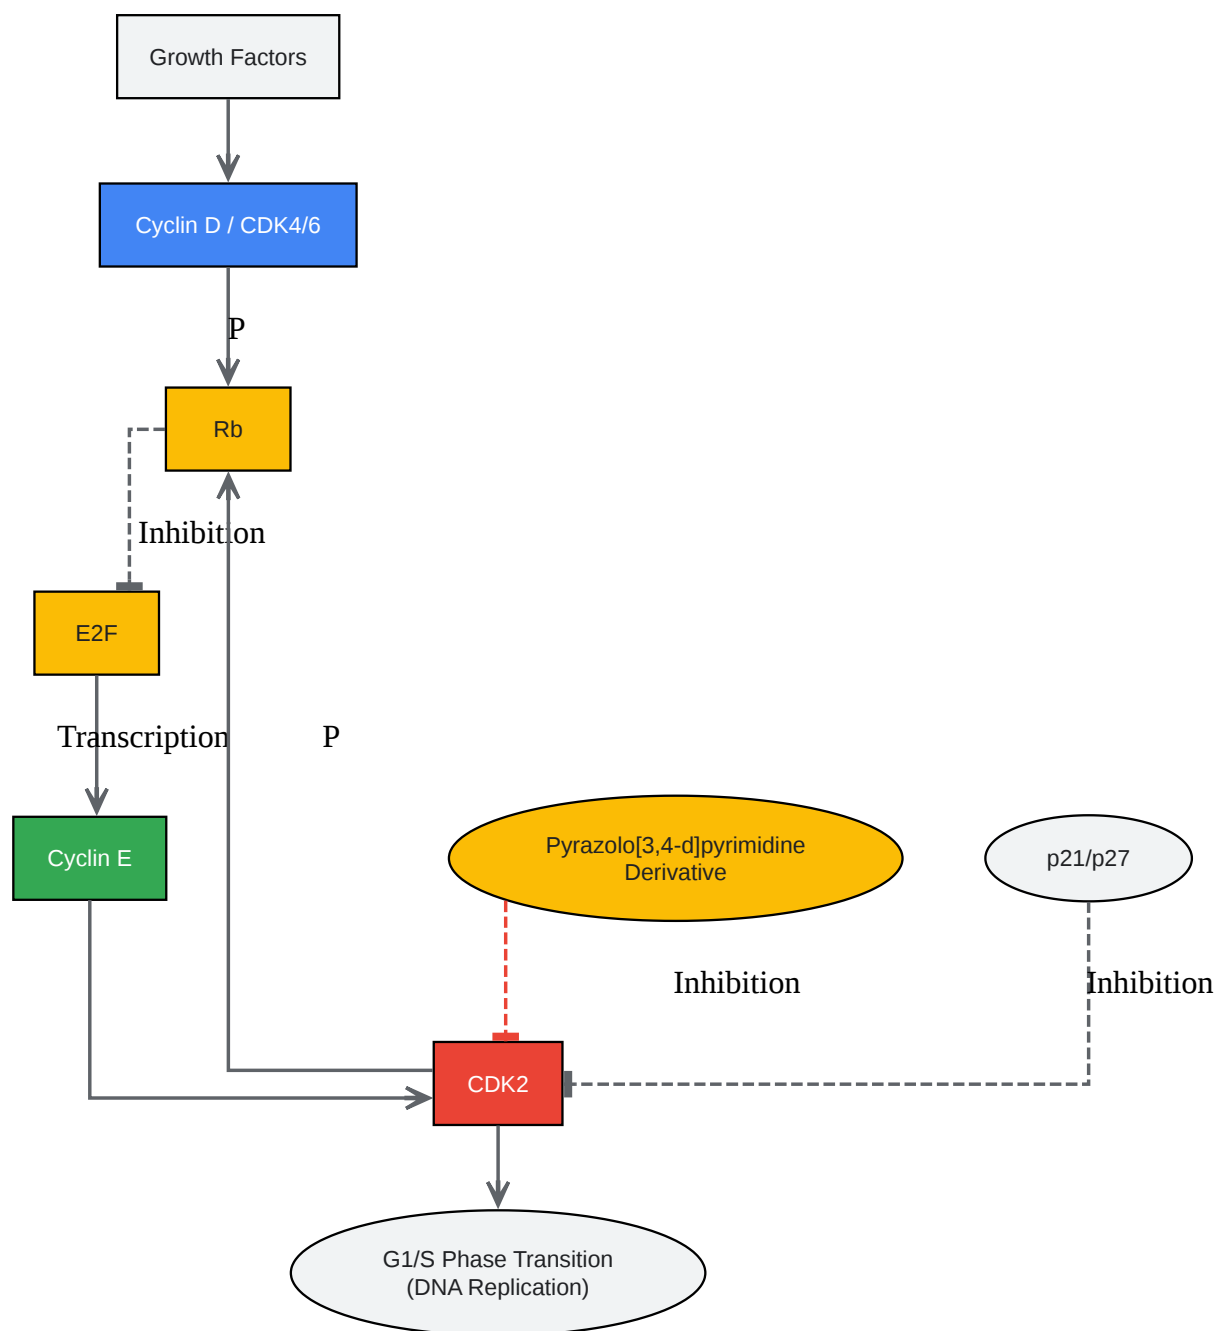 Growth Factors
Cyclin D / CDK4/6
P
Rb
Inhibition
E2F
Transcription
P
Cyclin E
Pyrazolo[3,4-d]pyrimidine
Derivative
p21/p27
Inhibition
Inhibition
CDK2
G1/S Phase Transition
(DNA Replication)